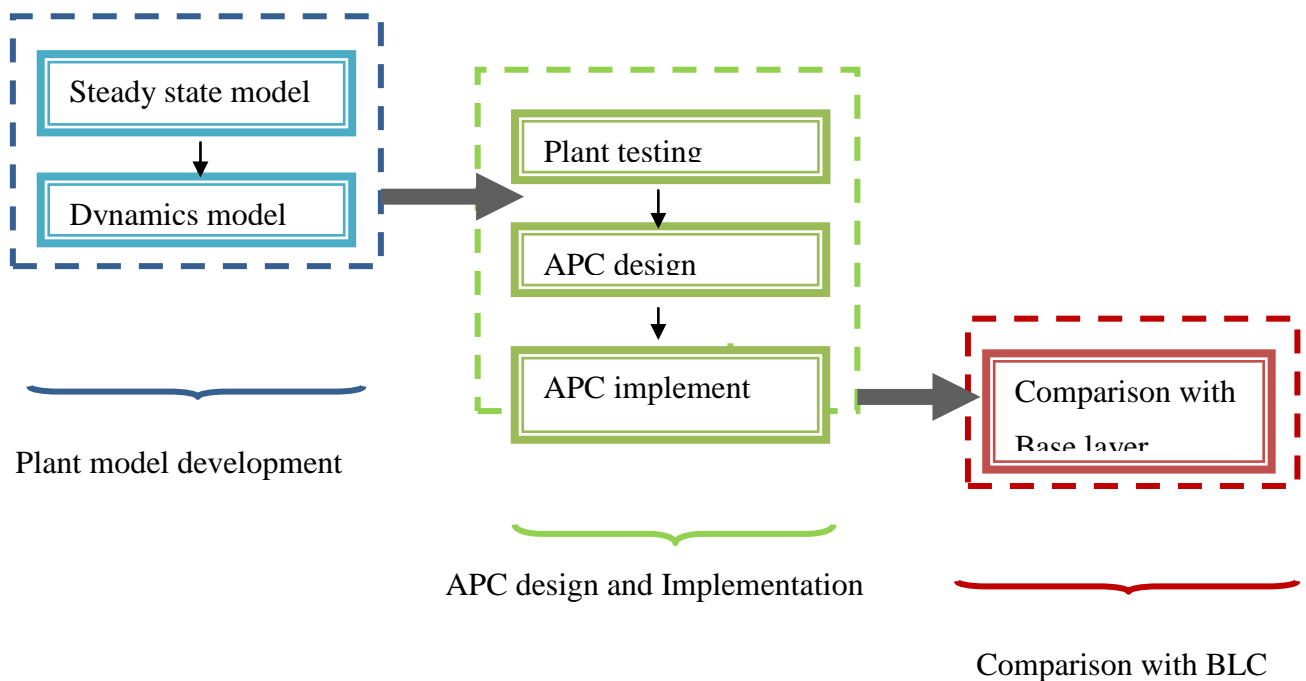 Steady state model
Dynamics model
Plant model development
Plant testing
APC design
APC implement
APC design and Implementation
Comparison with
Base layer
Comparison with BLC